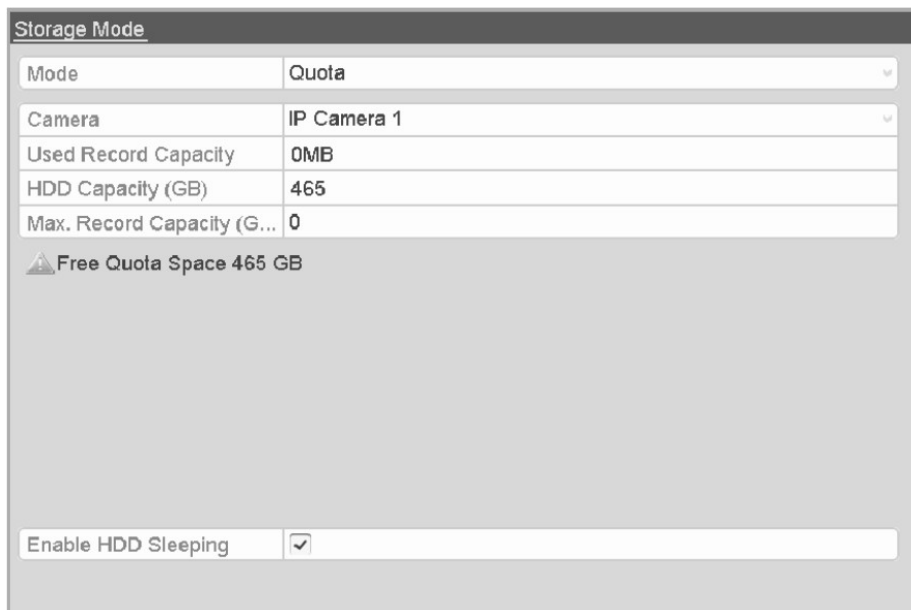 Storage Mode
Mode Quota
Camera IP Camera 1
Used Record Capacity 0MB
HDD Capacity (GB) 465
Max. Record Capacity (G... 0
Free Quota Space 465 GB
Enable HDD Sleeping